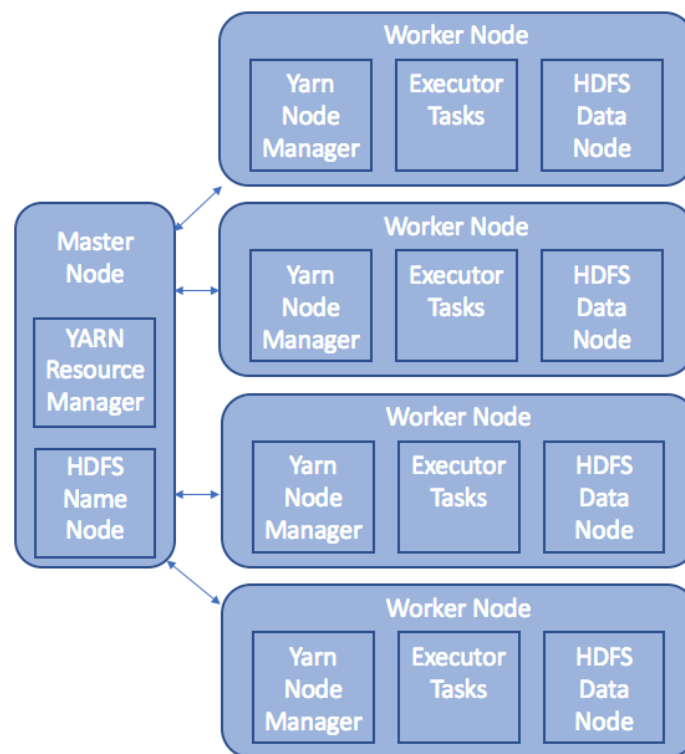 Worker Node
Yarn
Node
Manager
Executor
Tasks
HDFS
Data
Node
Master
Node
YARN
Resource
Manager
HDFS
Name
Node
Worker Node
Yarn
Node
Manager
Executor
Tasks
HDFS
Data
Node
Worker Node
Yarn
Node
Manager
Executor
Tasks
HDFS
Data
Node
Worker Node
Yarn
Node
Manager
Executor
Tasks
HDFS
Data
Node